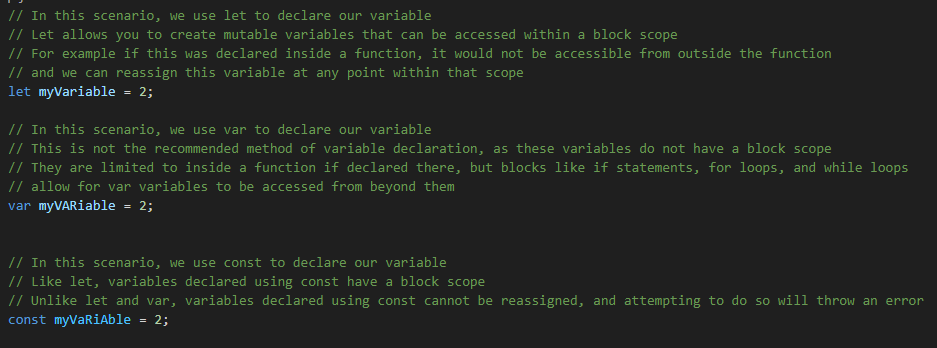 // In this scenario, we use let to declare our variable
// Let allows you to create mutable variables that can be accessed within a block scope
// For example if this was declared inside a function, it would not be accessible from outside the function
// and we can reassign this variable at any point within that scope
let myVariable = 2;
// In this scenario, we use var to declare our variable
// This is not the recommended method of variable declaration, as these variables do not have a block scope
// They are limited to inside a function if declared there, but blocks like if statements, for loops, and while loops
// allow for var variables to be accessed from beyond them
var myVARiable = 2;
// In this scenario, we use const to declare our variable
// Like let, variables declared using const have a block scope
// Unlike let and var, variables declared using const cannot be reassigned, and attempting to do so will throw an error
const myVaRiAble = 2;